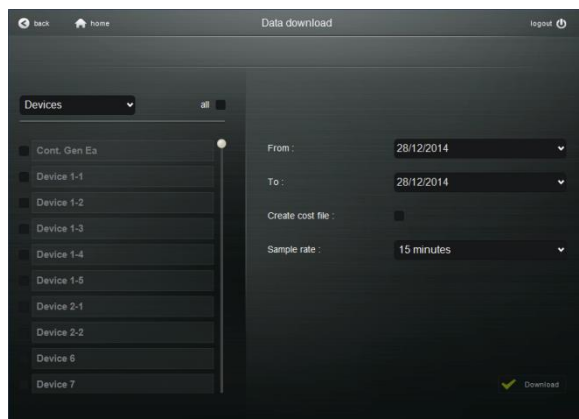 back home Data download logout
Devices all
Cont. Gen Ea
Device 1-1
Device 1-2
Device 1-3
Device 1-4
Device 1-5
Device 2-1
Device 2-2
Device 6
Device 7
From : 28/12/2014
To : 28/12/2014
Create cost file :
Sample rate : 15 minutes
Download